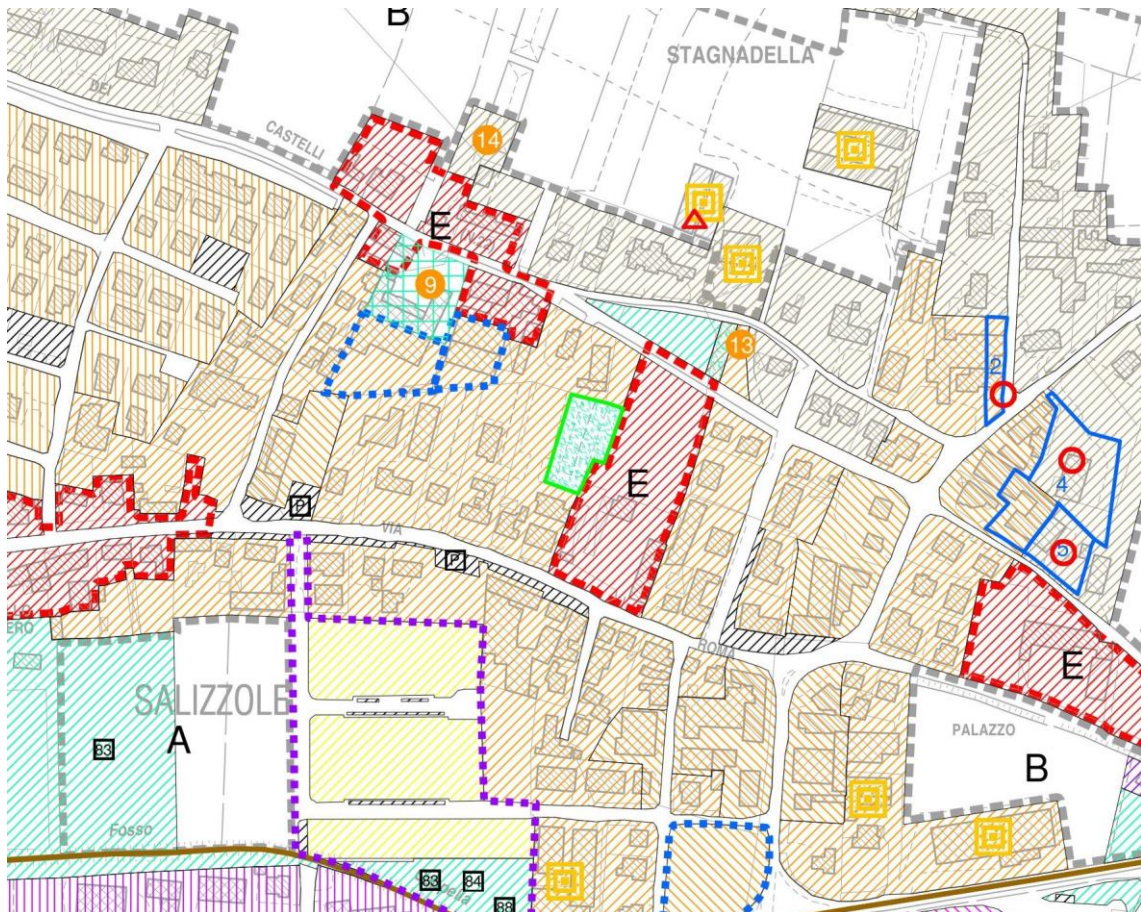 B
STAGNADELLA
DEI
CASTELLI
14
E
9
13
2
4
E
P
VIA
P
5
ERO
ROMA
E
SALIZZOLE
A
83
PALAZZO
B
Fosso
83
84
88